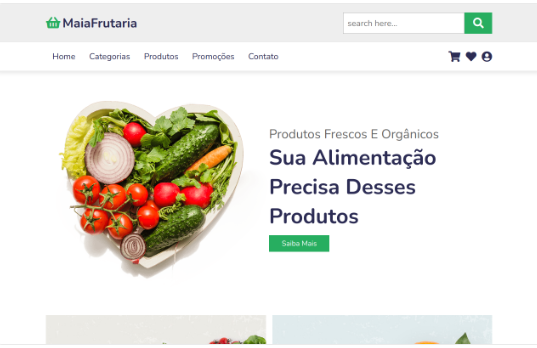 MaiaFrutaria
search here...
Home Categorias Produtos Promoções Contato
Produtos Frescos E Orgânicos
Sua Alimentação
Precisa Desses
Produtos
Saiba Mais